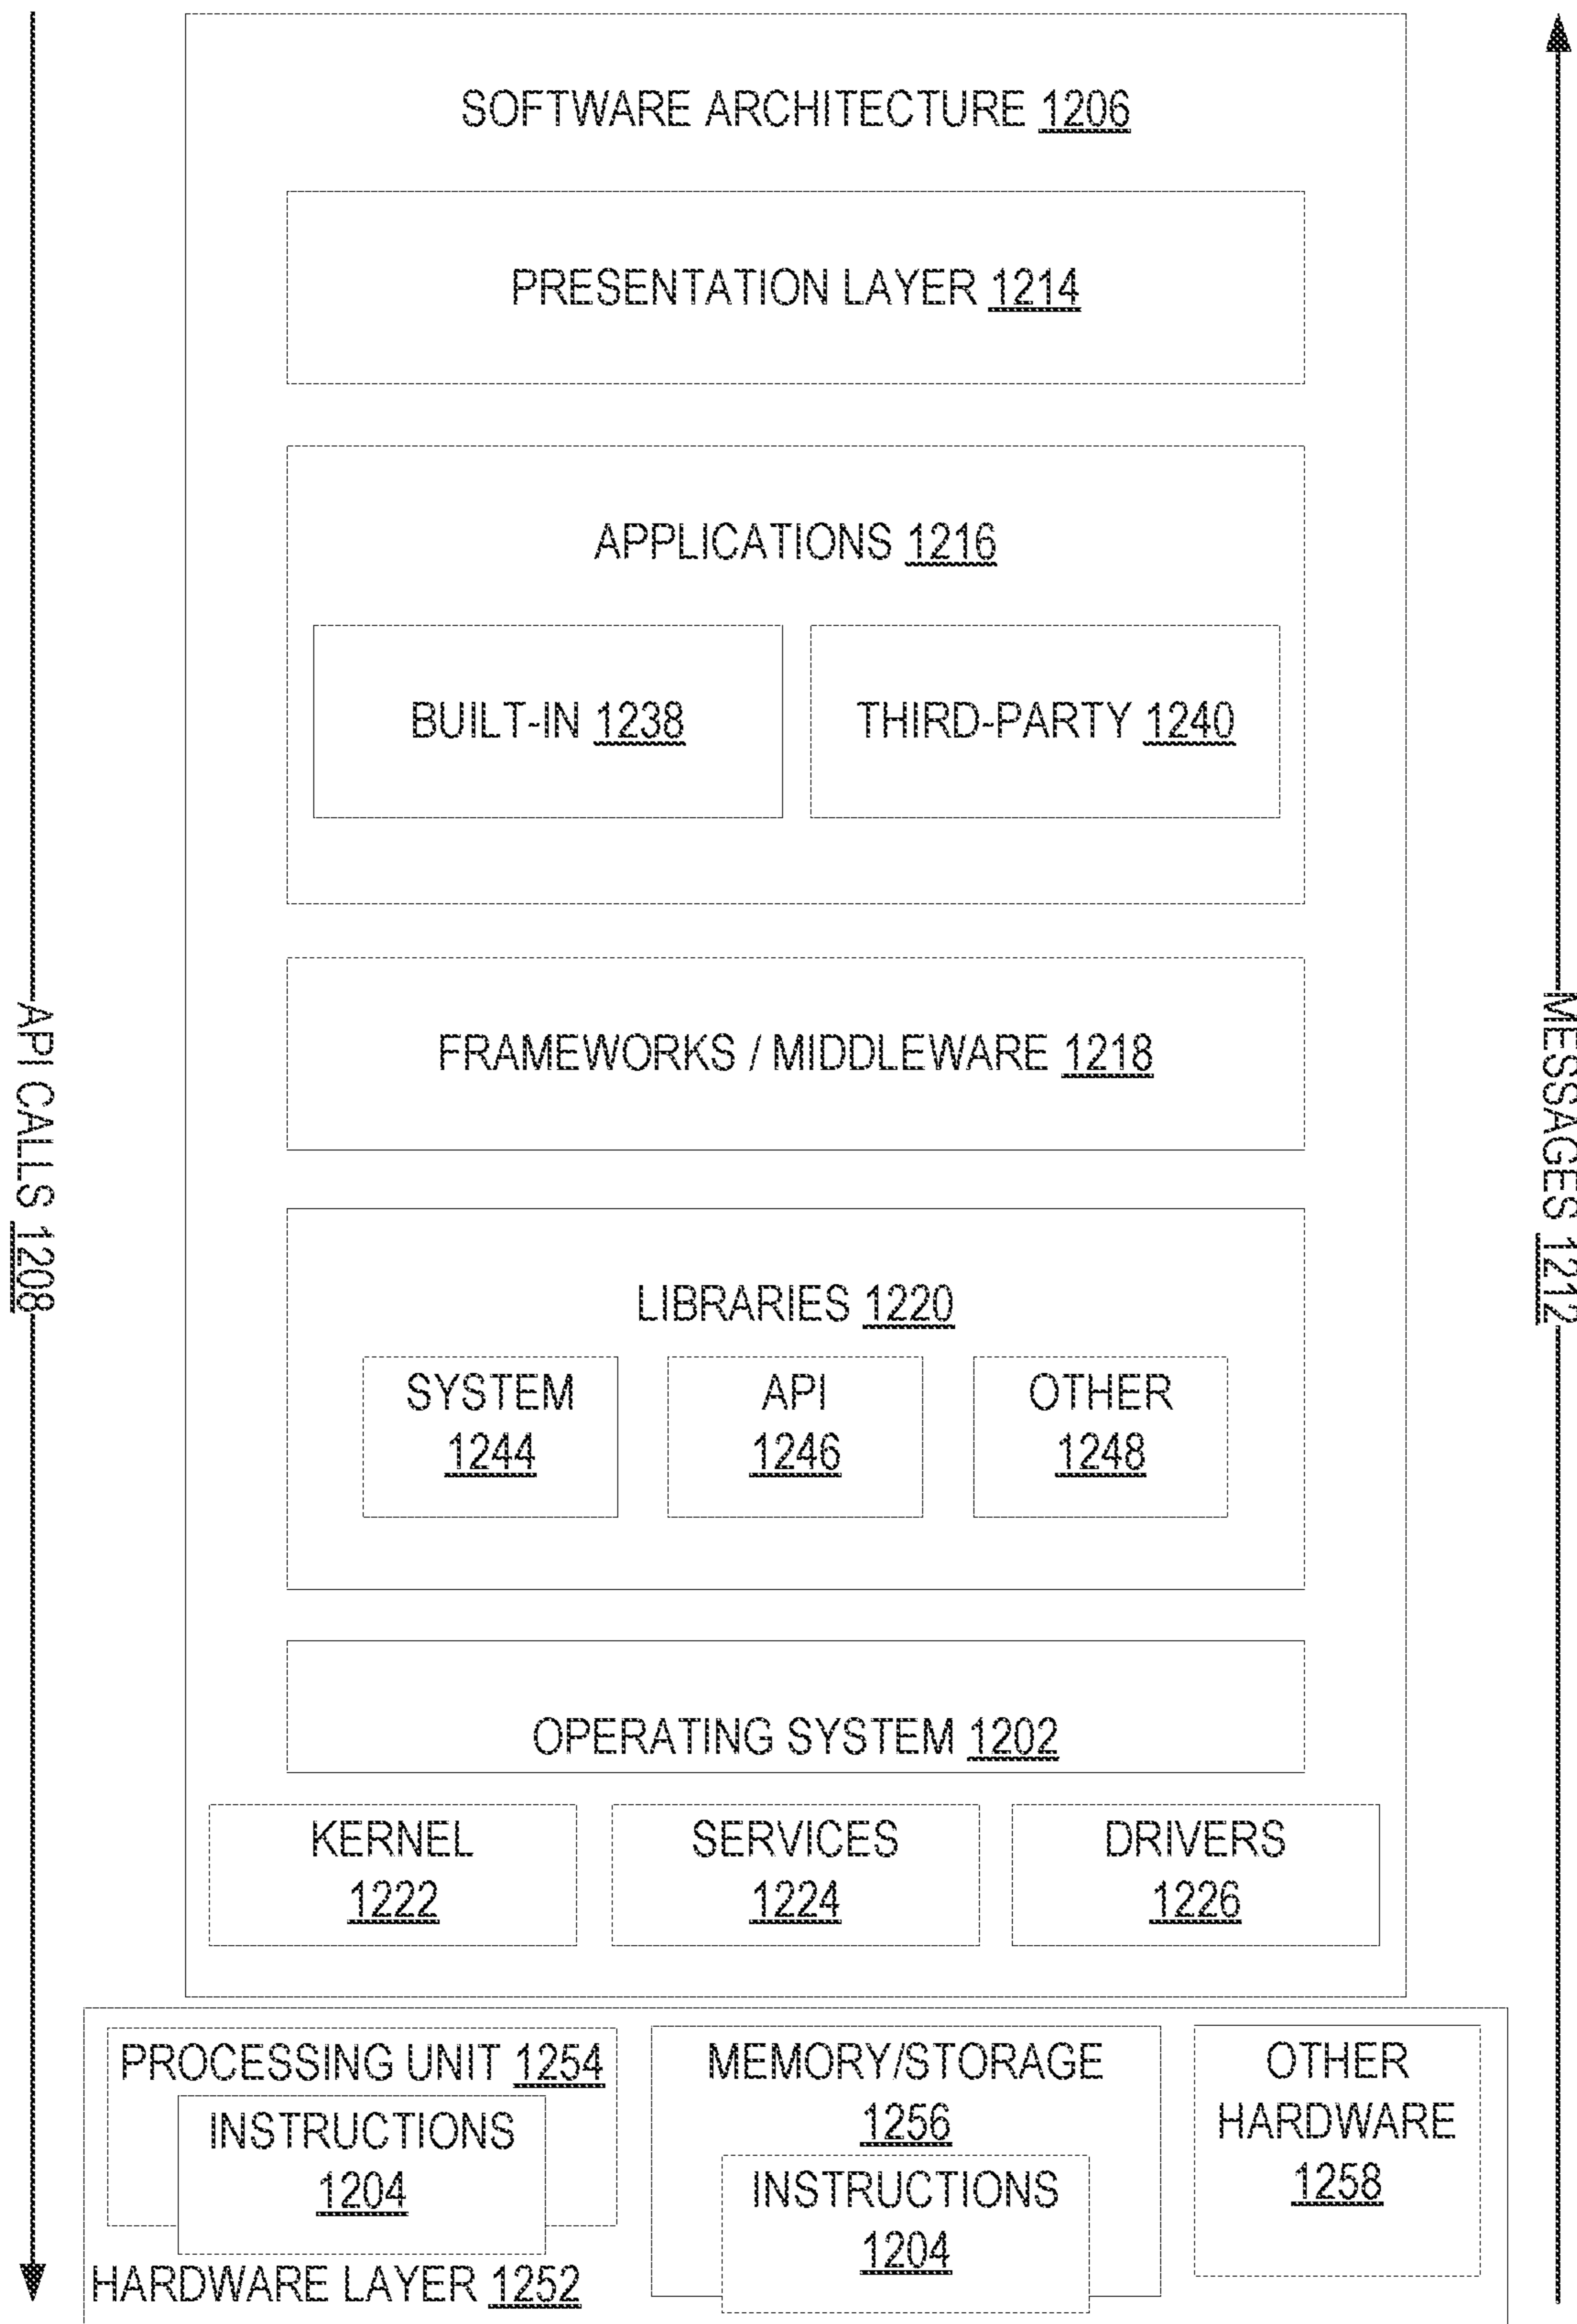 SOFTWARE ARCHITECTURE 1206
PRESENTATION LAYER 1214
APPLICATIONS 1216
BUILT-IN 1238
THIRD-PARTY 1240
FRAMEWORKS / MIDDLEWARE 1218
API CALLS 1208
MESSAGES 1212
LIBRARIES 1220
SYSTEM
1244
API
1246
OTHER
1248
OPERATING SYSTEM 1202
KERNEL
1222
SERVICES
1224
DRIVERS
1226
PROCESSING UNIT 1254
INSTRUCTIONS
1204
MEMORY/STORAGE
1256
INSTRUCTIONS
1204
OTHER
HARDWARE
1258
HARDWARE LAYER 1252